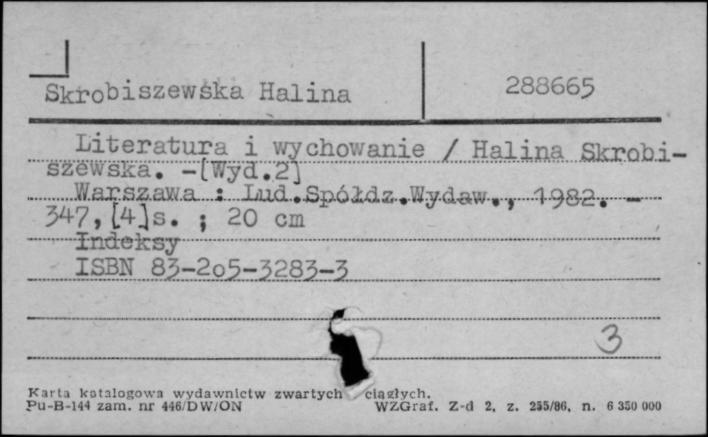 Skrobiszewska Halina 288665
Literatura i wychowanie / Halina Skrobi-
szewska. -[Wyd.2]
Warszawa : Lud.Spółdz.Wydaw., 1982. -
347,[4]s. ; 20 cm
Indeksy
ISBN 83-2o5-3283-3
3
Karta katalogowa wydawnictw zwartych ciągłych.
Pu-B-144 zam. nr 446/DW/ON WZGraf. Z-d 2, z. 255/86, n. 6 350 000